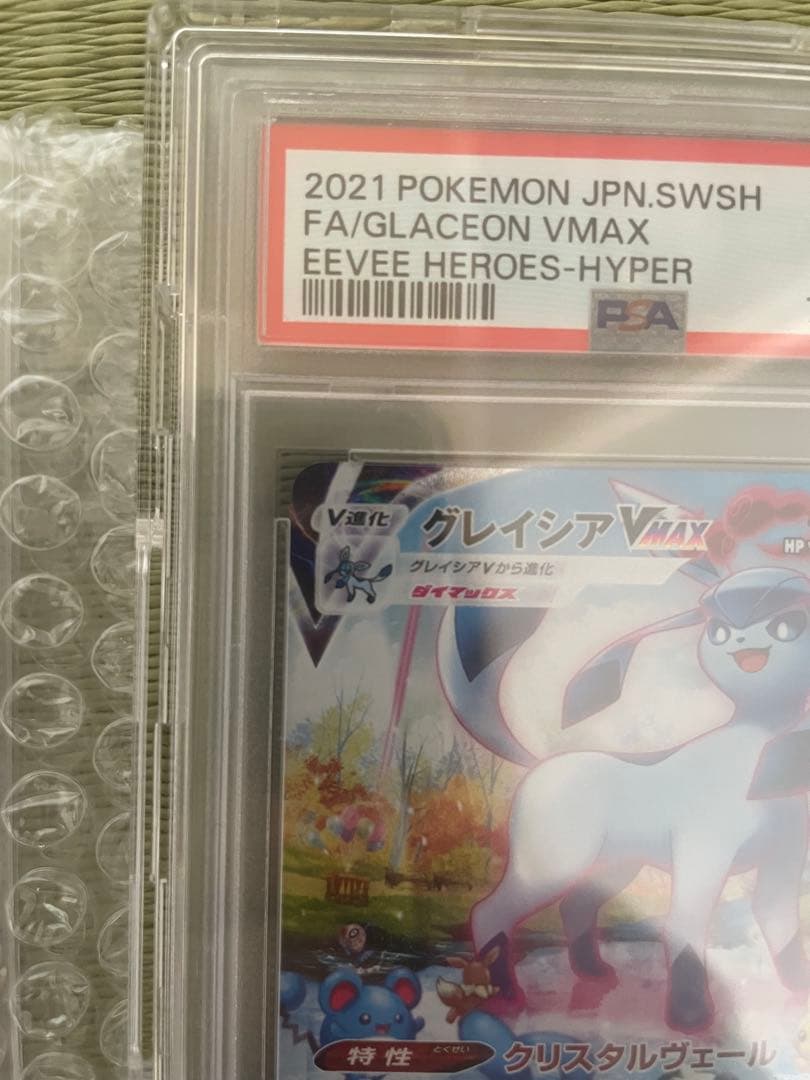 2021 POKEMON JPN.SWSH
FA/GLACEON VMAX
EEVEE HEROES-HYPER
PSA
V進化
グレイシアVMAX
HP
グレイシアVから進化
ダイマックス
特性
とくせい
クリスタルヴェール